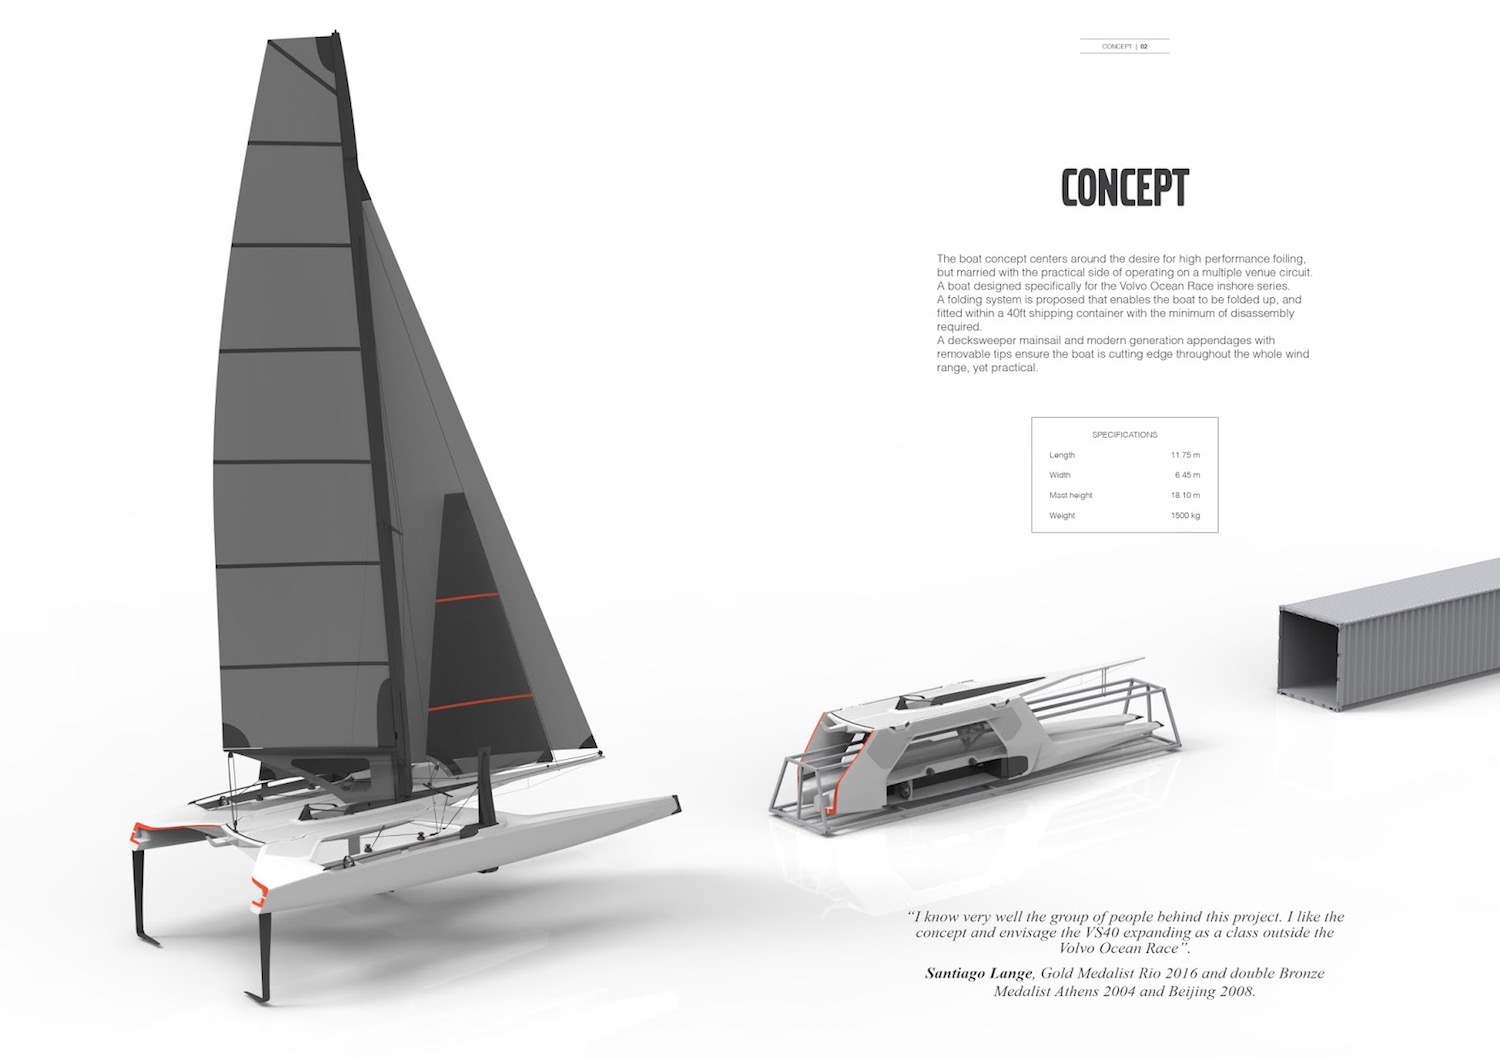 CONCEPT | 02
CONCEPT
The boat concept centers around the desire for high performance foiling,
but married with the practical side of operating on a multiple venue circuit.
A boat designed specifically for the Volvo Ocean Race inshore series.
A folding system is proposed that enables the boat to be folded up, and
fitted within a 40ft shipping container with the minimum of disassembly
required.
A decksweeper mainsail and modern generation appendages with
removable tips ensure the boat is cutting edge throughout the whole wind
range, yet practical.
SPECIFICATIONS
Length 11.75 m
Width 6.45 m
Mast height 18.10 m
Weight 1500 kg
“I know very well the group of people behind this project. I like the
concept and envisage the VS40 expanding as a class outside the
Volvo Ocean Race”.
Santiago Lange, Gold Medalist Rio 2016 and double Bronze
Medalist Athens 2004 and Beijing 2008.